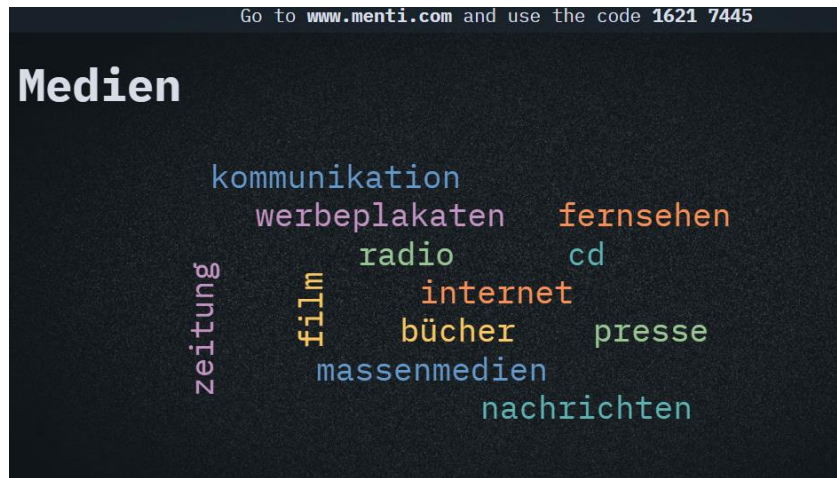 Go to www.menti.com and use the code 1621 7445
Medien
kommunikation
werbeplakaten fernsehen
radio cd
zeitung
film
internet
bücher presse
massenmedien
nachrichten